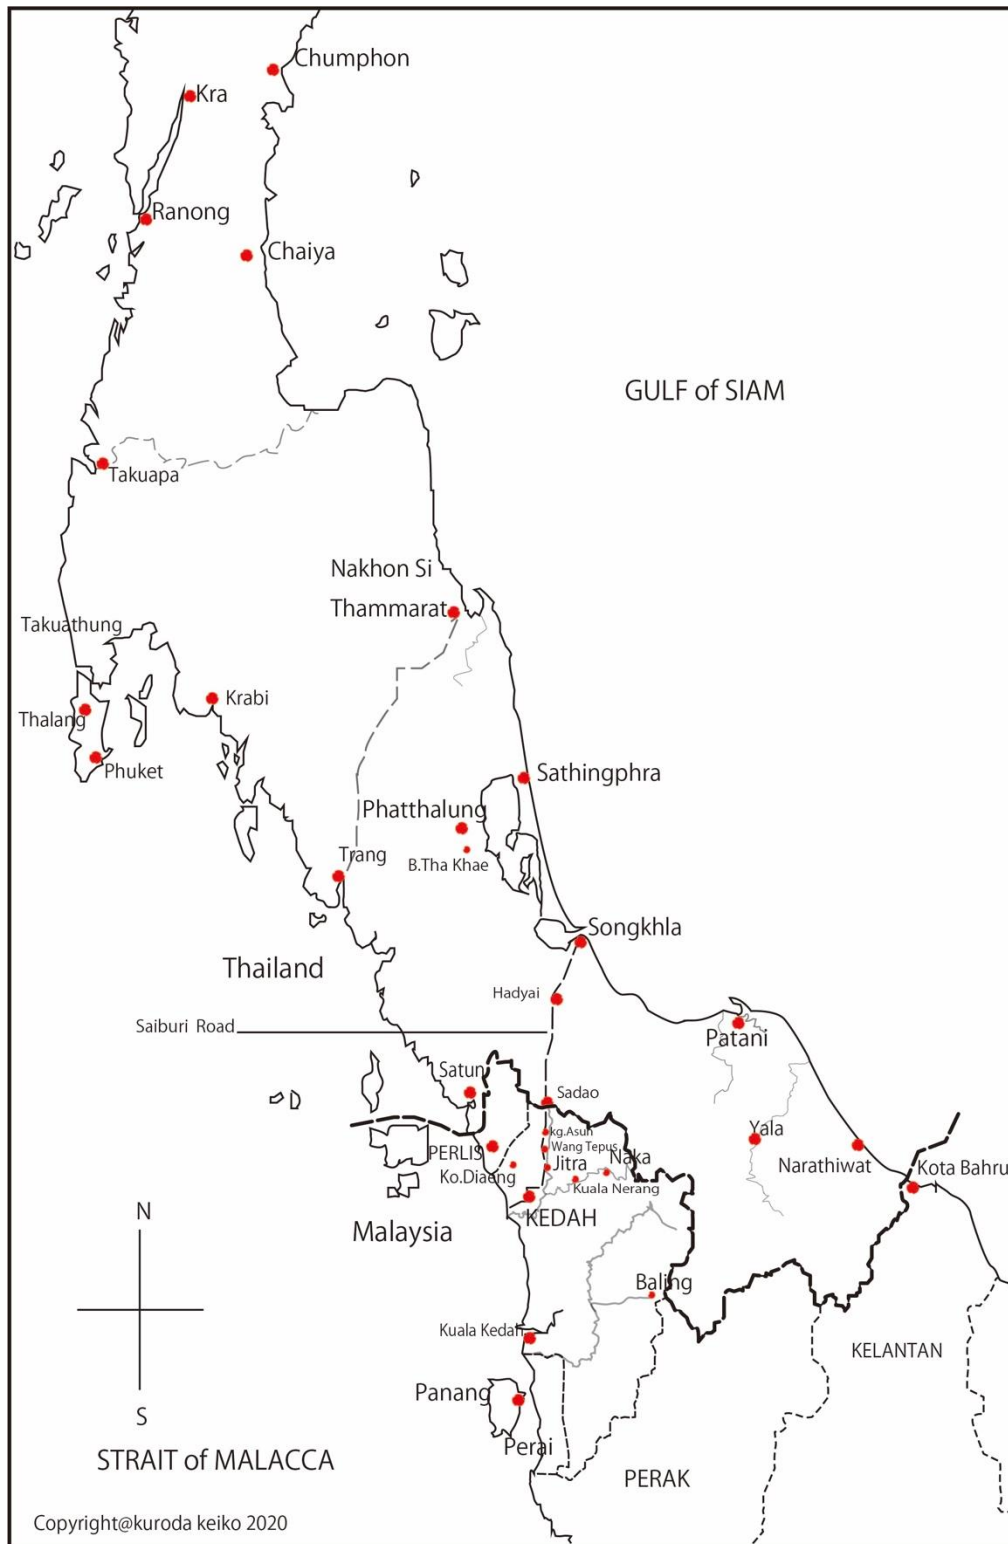 Chumphon
Kra
Ranong
Chaiya
GULF of SIAM
Takuapa
Nakhon Si
Thammarat
Takuathung
Krabi
Thalang
Phuket
Sathingphra
Phatthalung
B.Tha Khae
Trang
Songkhla
Thailand
Hadyai
Saiburi Road
Patani
Satun
Sadao
kg.Asun
Yala
PERLIS
Wang Tepus
Jitra
Naka
Narathiwat
Kota Bahru
Ko.Diaeng
Kuala Nerang
KEDAH
Malaysia
N
Baling
Kuala Kedah
KELANTAN
Panang
S
Perai
STRAIT of MALACCA
PERAK
Copyright@kuroda keiko 2020